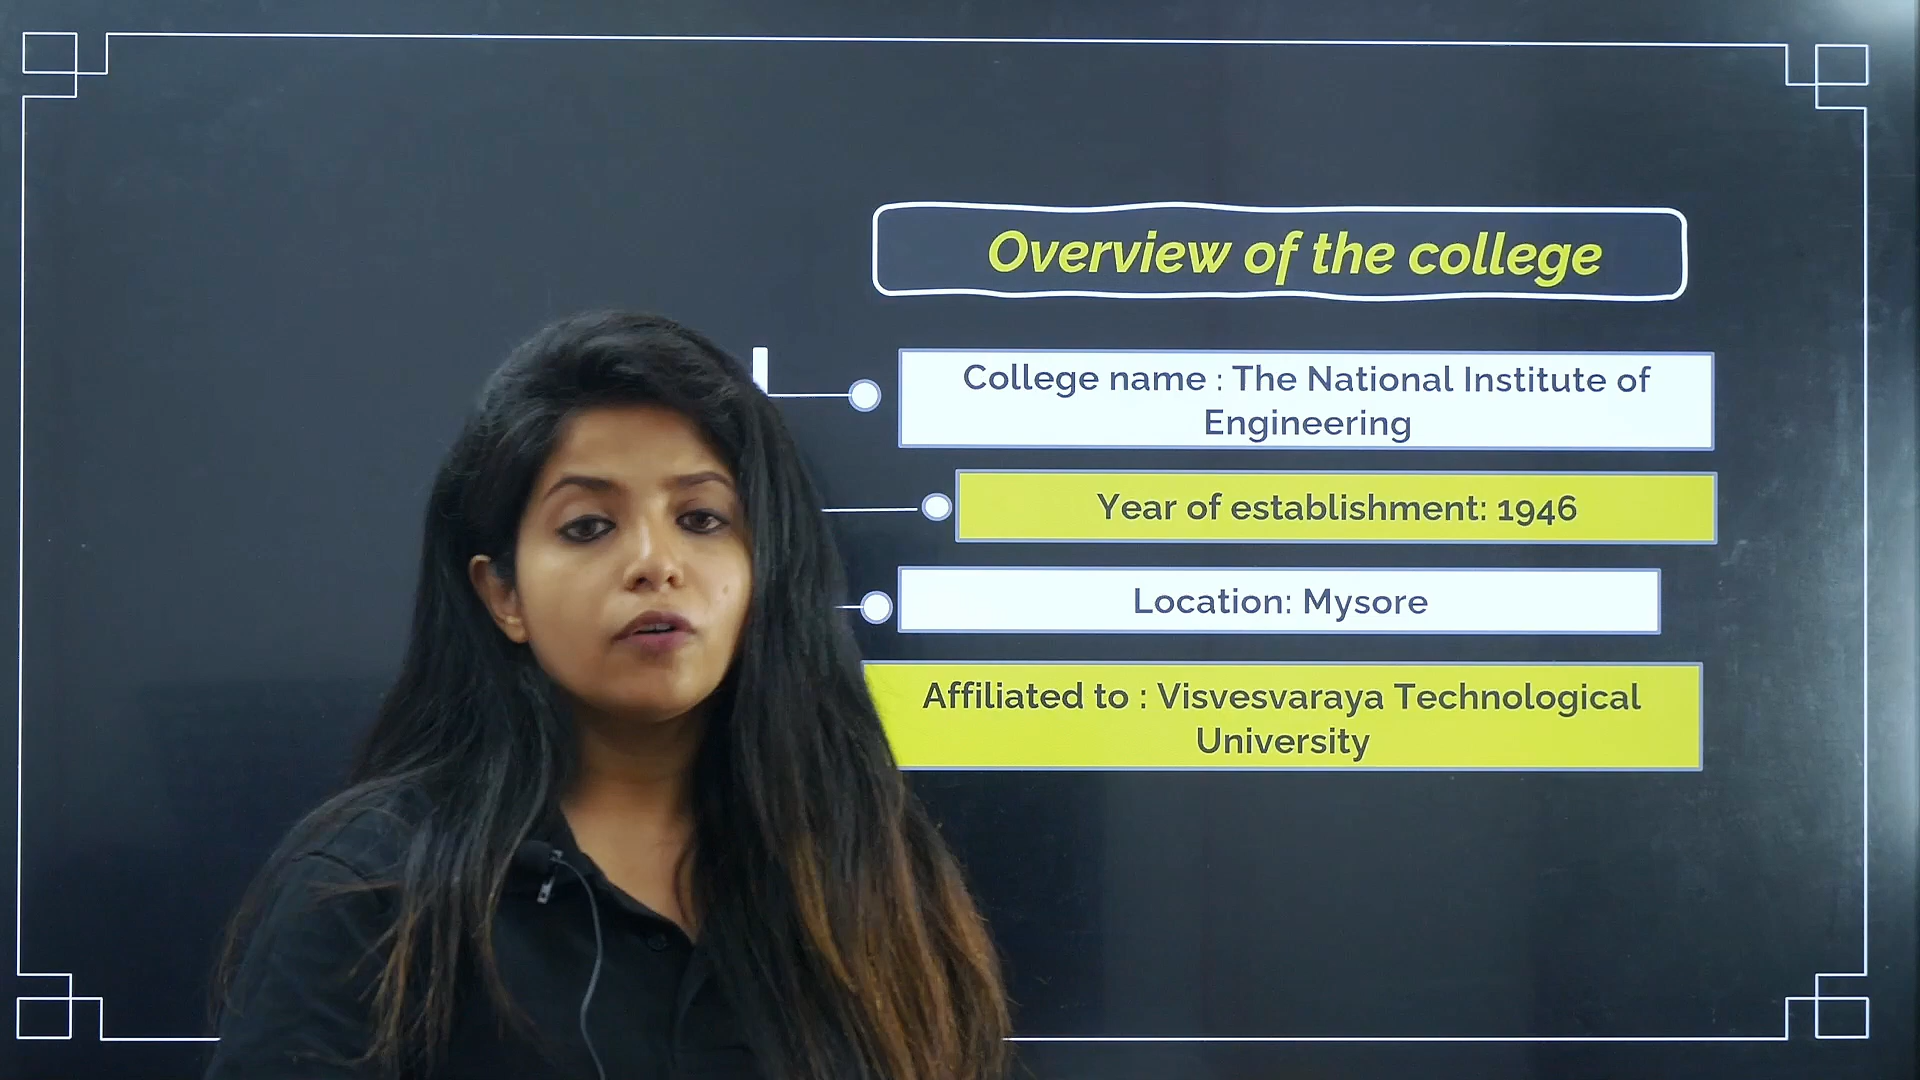 Overview of the college
College name : The National Institute of
Engineering
Year of establishment: 1946
Location: Mysore
Affiliated to : Visvesvaraya Technological
University